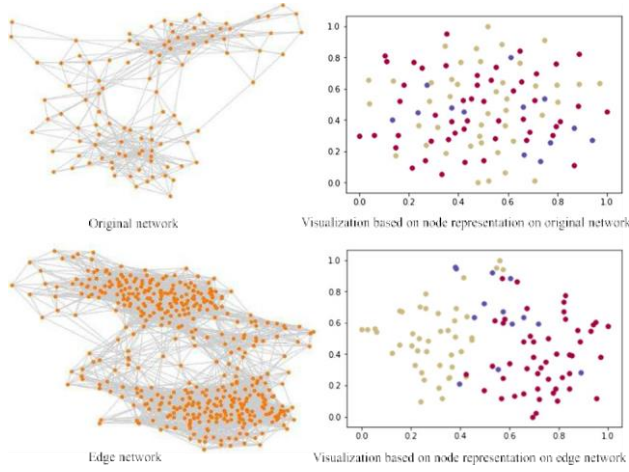 1.0
0.8
0.6
0.4
0.2
0.0
0.0 0.2 0.4 0.6 0.8 1.0
Original network
Visualization based on node representation on original network
1.0
0.8
0.6
0.4
0.2
0.0
0.0 0.2 0.4 0.6 0.8 1.0
Edge network
Visualization based on node representation on edge network